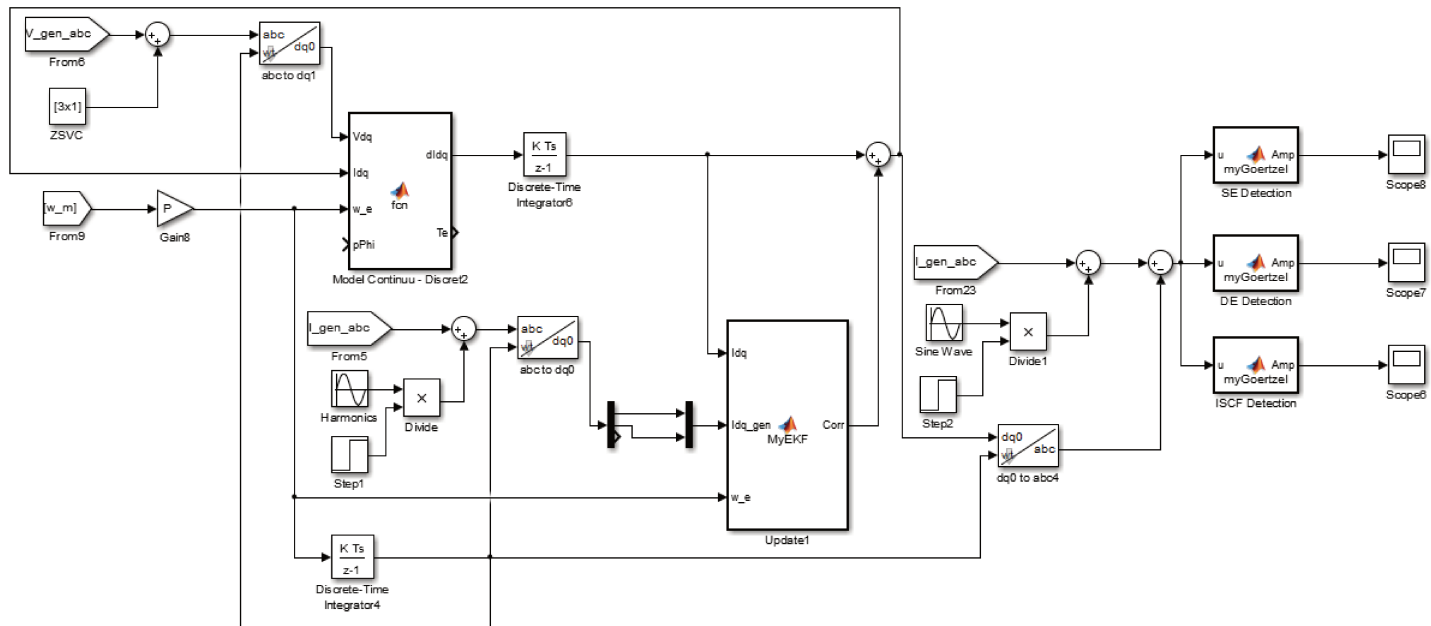 V_gen_abc
From6
[3x1]
ZSVC
abc
wt
dq0
abc to dq1
[w_m]
From9
P
Gain8
Vdq
Idq
w_e
pPhi
dIdq
Te
fcn
Model Continuu - Discret2
K Ts
z-1
Discrete-Time
Integrator6
I_gen_abc
From5
Harmonics
Divide
Step1
abc
wt
dq0
abc to dq0
K Ts
z-1
Discrete-Time
Integrator4
Idq
Idq_gen
w_e
Corr
MyEKF
Update1
I_gen_abc
From23
Sine Wave
Divide1
Step2
dq0
wt
abc
dq0 to abc4
u
Amp
myGoertzel
SE Detection
Scope8
u
Amp
myGoertzel
DE Detection
Scope7
u
Amp
myGoertzel
ISCF Detection
Scope6